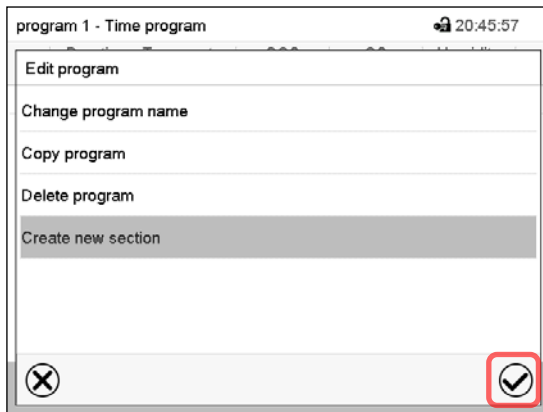 program 1 - Time program 20:45:57
Edit program
Change program name
Copy program
Delete program
Create new section